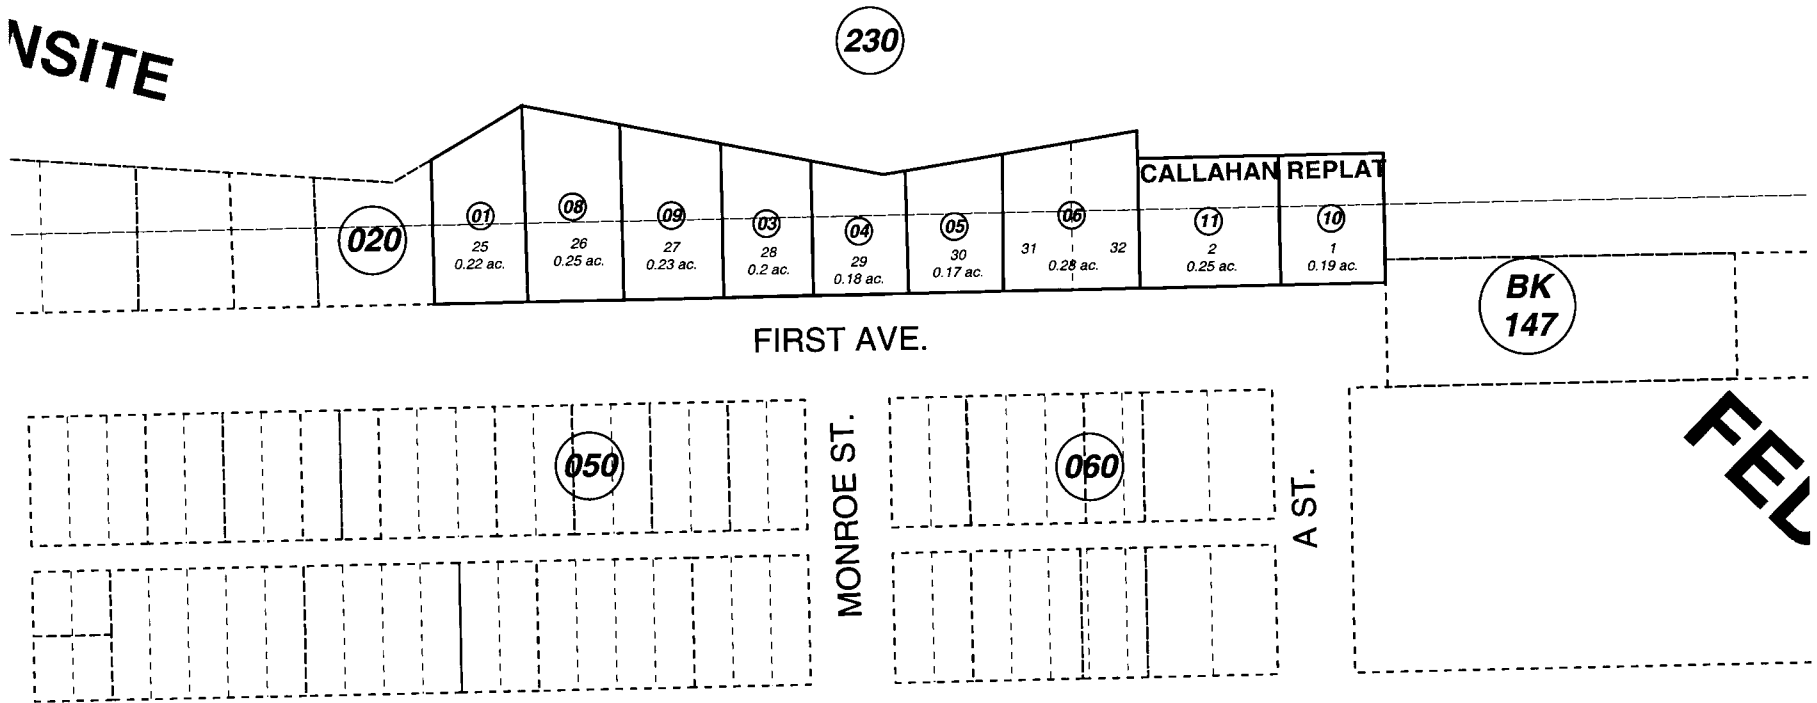 NSITE
230
CALLAHAN REPLAT
020
01
25
0.22 ac.
08
26
0.25 ac.
09
27
0.23 ac.
03
28
0.2 ac.
04
29
0.18 ac.
05
30
0.17 ac.
06
31 32
0.28 ac.
11
2
0.25 ac.
10
1
0.19 ac.
BK
147
FIRST AVE.
050
MONROE ST.
060
A ST.
FEL